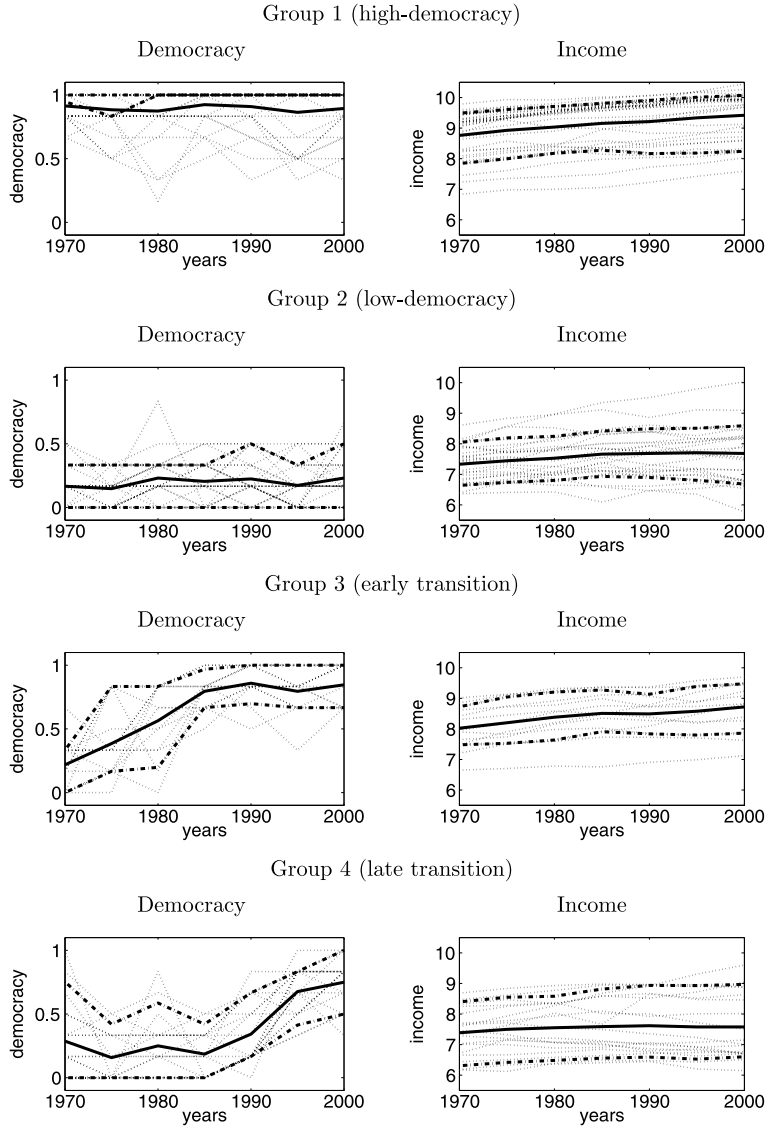 Group 1 (high-democracy)
Democracy
Income
democracy
1
0.5
0
1970 1980 1990 2000
years
income
10
9
8
7
6
1970 1980 1990 2000
years
Group 2 (low-democracy)
Democracy
Income
democracy
1
0.5
0
1970 1980 1990 2000
years
income
10
9
8
7
6
1970 1980 1990 2000
years
Group 3 (early transition)
Democracy
Income
democracy
1
0.5
0
1970 1980 1990 2000
years
income
10
9
8
7
6
1970 1980 1990 2000
years
Group 4 (late transition)
Democracy
Income
democracy
1
0.5
0
1970 1980 1990 2000
years
income
10
9
8
7
6
1970 1980 1990 2000
years